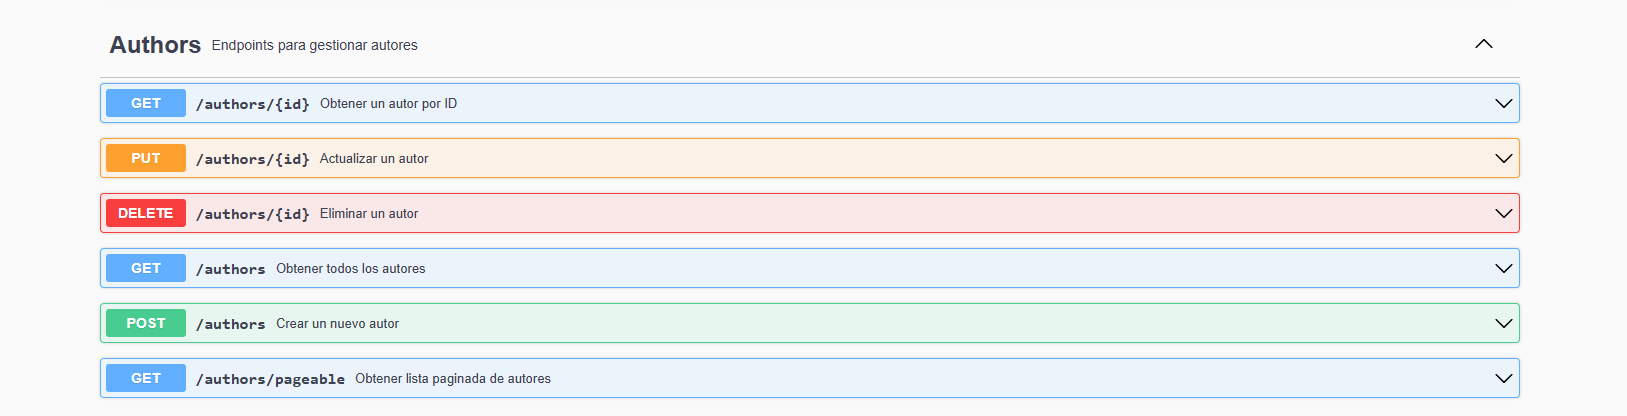 Authors Endpoints para gestionar autores
GET /authors/{id} Obtener un autor por ID
PUT /authors/{id} Actualizar un autor
DELETE /authors/{id} Eliminar un autor
GET /authors Obtener todos los autores
POST /authors Crear un nuevo autor
GET /authors/pageable Obtener lista paginada de autores